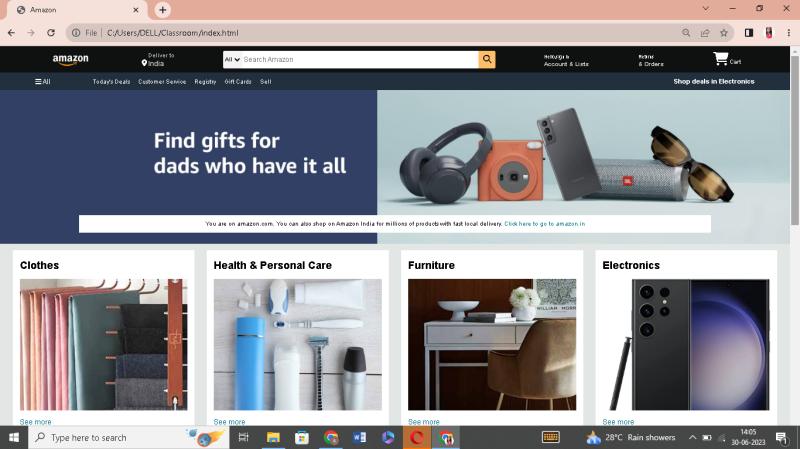 Amazon
File
C:/Users/DELL/Classroom/index.html
amazon
Deliver to
India
All
Search Amazon
Account & Lists
& Orders
Cart
All
Today's Deals
Customer Service
Registry
Gift Cards
Sell
Shop deals in Electronics
Find gifts for
dads who have it all
JBL
You are on amazon.com. You can also shop on Amazon India for millions of products with fast local delivery. Click here to go to amazon.in
Clothes
Health & Personal Care
Furniture
Electronics
WILLIAM MORRIS
See more
See more
See more
See more
Type here to search
28°C Rain showers
14:05
30-06-2023